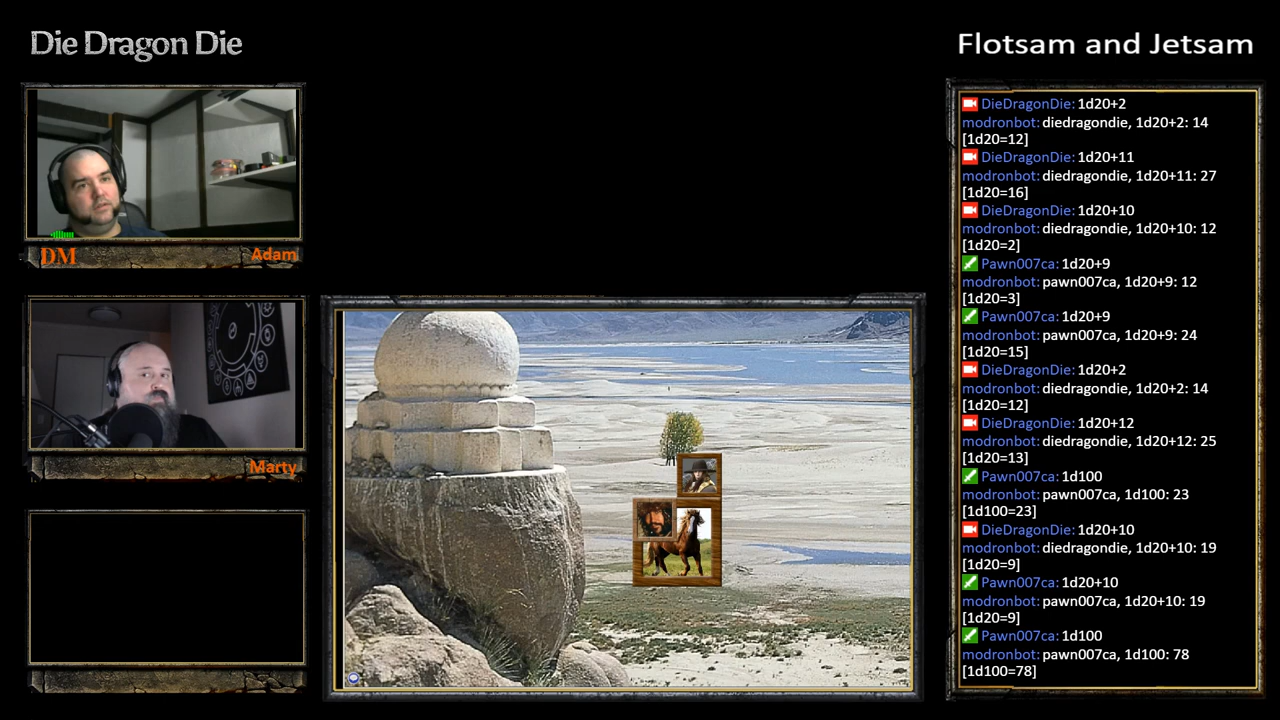 Die Dragon Die
Flotsam and Jetsam
DM
Adam
Marty
DieDragonDie: 1d20+2
modronbot: diedragondie, 1d20+2: 14
[1d20=12]
DieDragonDie: 1d20+11
modronbot: diedragondie, 1d20+11: 27
[1d20=16]
DieDragonDie: 1d20+10
modronbot: diedragondie, 1d20+10: 12
[1d20=2]
Pawn007ca: 1d20+9
modronbot: pawn007ca, 1d20+9: 12
[1d20=3]
Pawn007ca: 1d20+9
modronbot: pawn007ca, 1d20+9: 24
[1d20=15]
DieDragonDie: 1d20+2
modronbot: diedragondie, 1d20+2: 14
[1d20=12]
DieDragonDie: 1d20+12
modronbot: diedragondie, 1d20+12: 25
[1d20=13]
Pawn007ca: 1d100
modronbot: pawn007ca, 1d100: 23
[1d100=23]
DieDragonDie: 1d20+10
modronbot: diedragondie, 1d20+10: 19
[1d20=9]
Pawn007ca: 1d20+10
modronbot: pawn007ca, 1d20+10: 19
[1d20=9]
Pawn007ca: 1d100
modronbot: pawn007ca, 1d100: 78
[1d100=78]